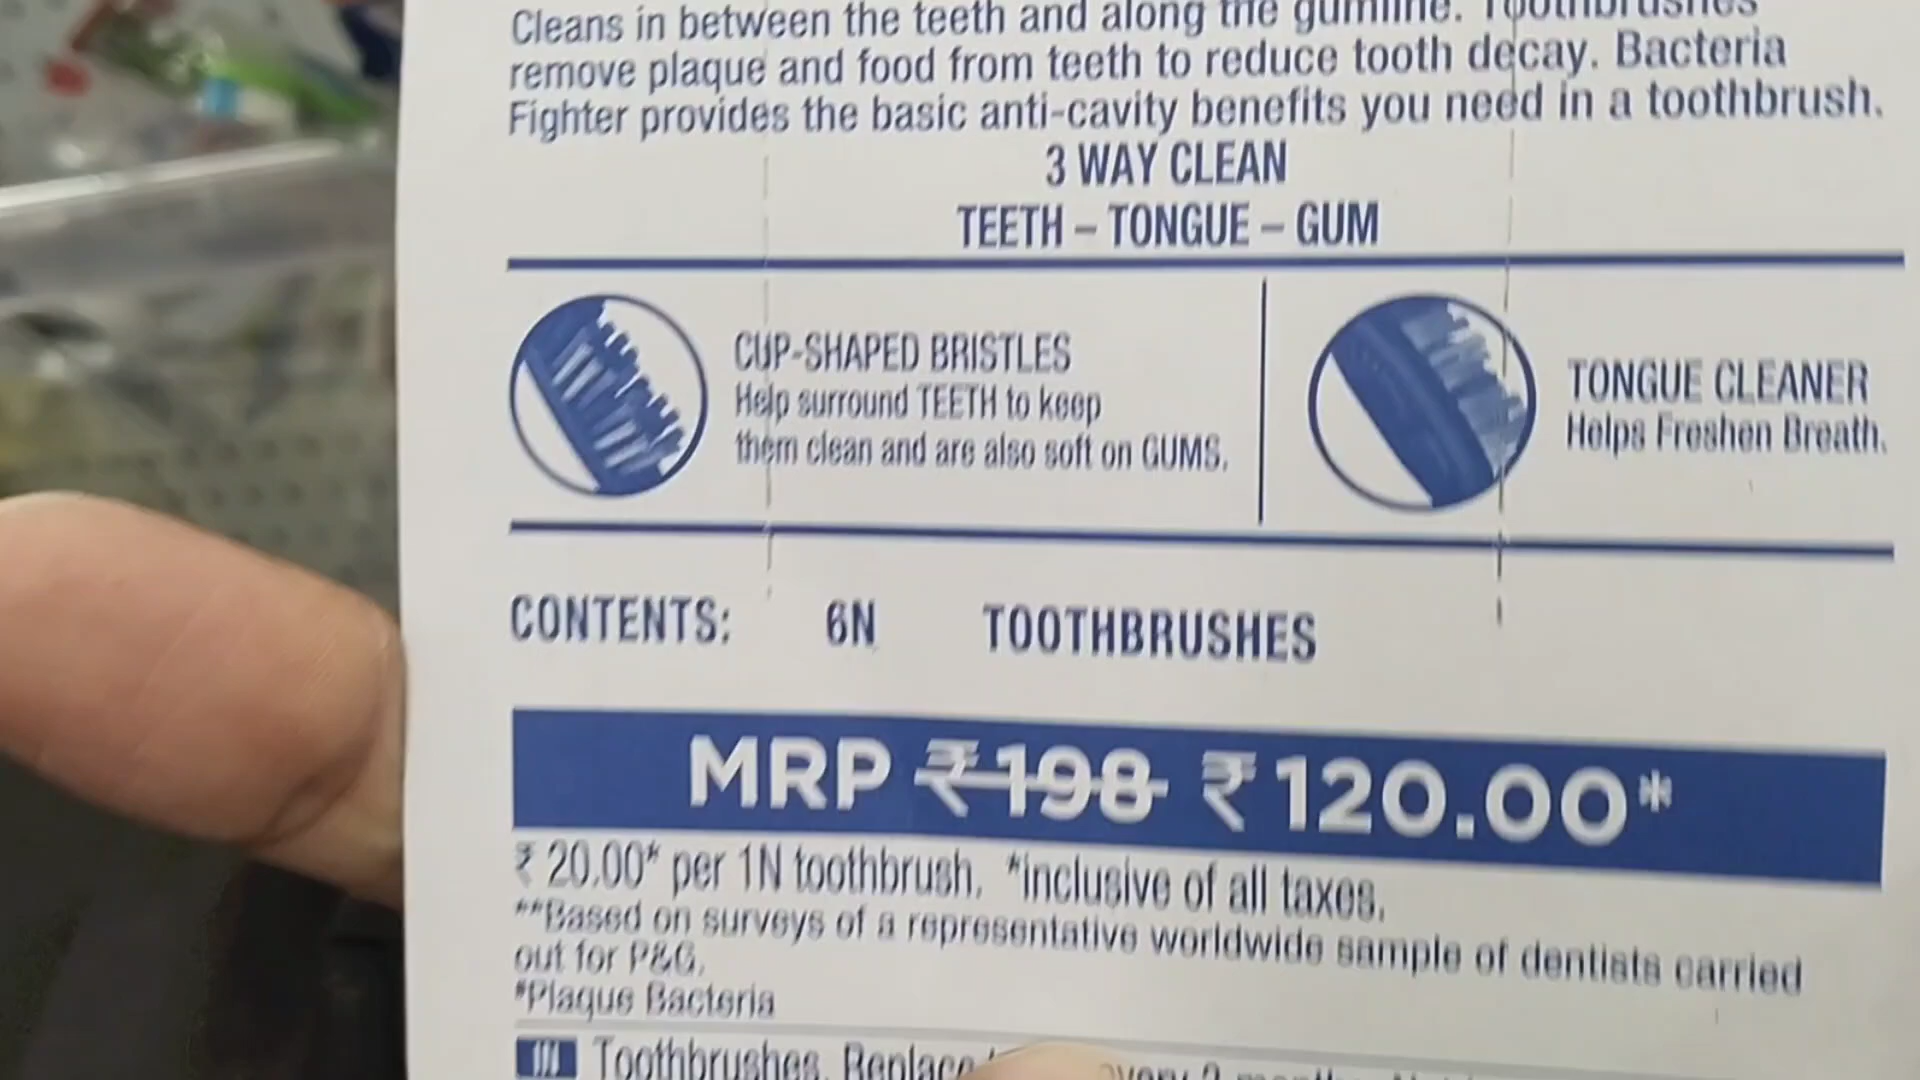 Cleans in between the teeth and along the gumline. Toothbrushes
remove plaque and food from teeth to reduce tooth decay. Bacteria
Fighter provides the basic anti-cavity benefits you need in a toothbrush.
3 WAY CLEAN
TEETH – TONGUE – GUM
CUP-SHAPED BRISTLES
Help surround TEETH to keep
them clean and are also soft on GUMS.
TONGUE CLEANER
Helps Freshen Breath.
CONTENTS: 6N TOOTHBRUSHES
MRP ₹198 ₹120.00*
₹ 20.00* per 1N toothbrush. *inclusive of all taxes.
**Based on surveys of a representative worldwide sample of dentists carried
out for P&G.
#Plaque Bacteria
Toothbrushes. Replace